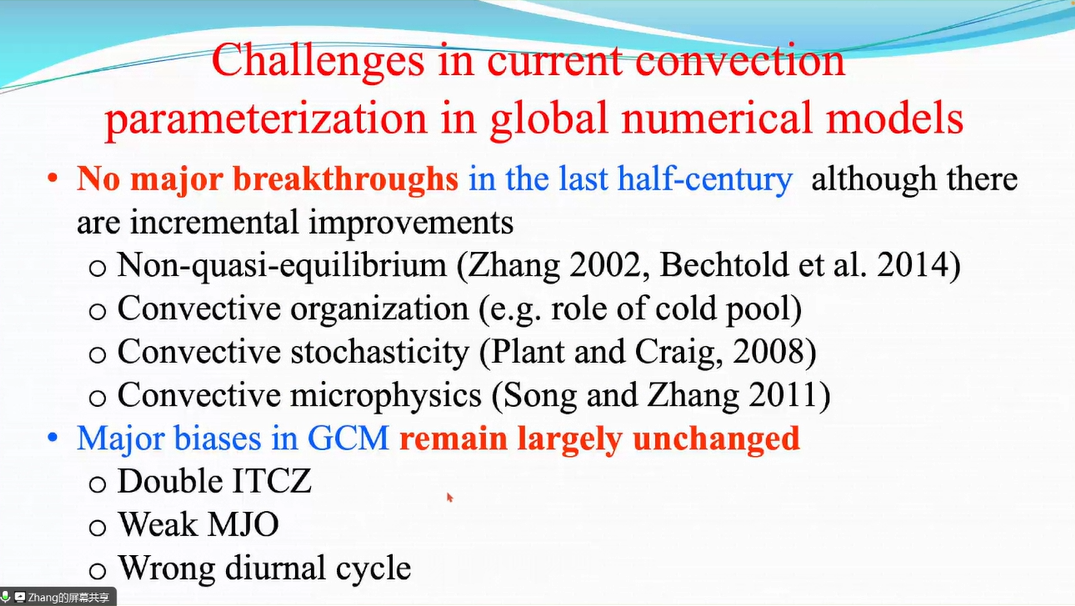 Challenges in current convection
parameterization in global numerical models
• No major breakthroughs in the last half-century although there
are incremental improvements
o Non-quasi-equilibrium (Zhang 2002, Bechtold et al. 2014)
o Convective organization (e.g. role of cold pool)
o Convective stochasticity (Plant and Craig, 2008)
o Convective microphysics (Song and Zhang 2011)
• Major biases in GCM remain largely unchanged
o Double ITCZ
o Weak MJO
o Wrong diurnal cycle
Zhang的屏幕共享